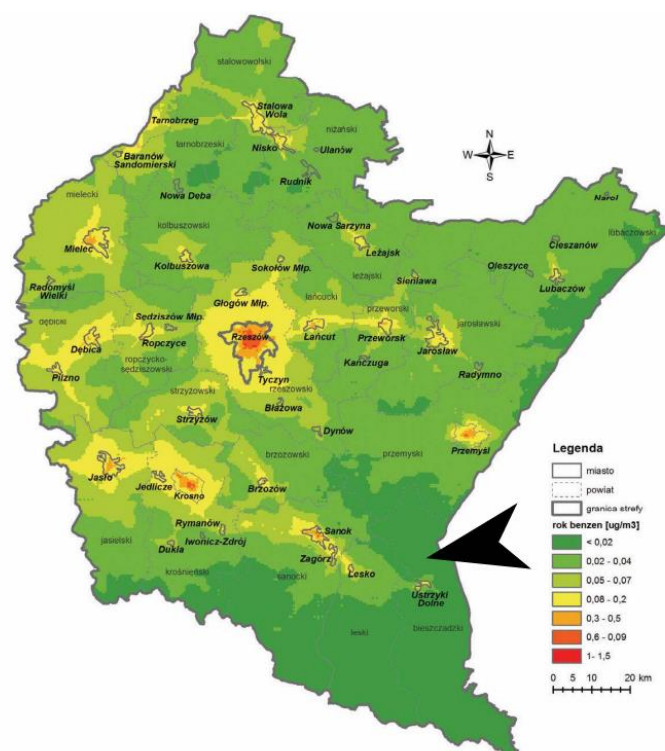 stalowowolski
Stalowa
Wola
Tarnobrzeg
niżański
N
W E
S
Nisko
Ulanów
Baranów
Sandomierski
tarnobrzeski
Rudnik
Nowa Dęba
mielecki
Narol
kolbuszowski
Nowa Sarzyna
Cieszanów
lubaczowski
Mielec
Leżajsk
Kolbuszowa
Sokołów Młp.
leżajski
Sieniawa
Oleszyce
Lubaczów
Radomyśl
Wielki
Głogów Młp.
łańcucki
przeworski
dębicki
Sędziszów Młp.
jarosławski
Rzeszów
Dębica
Ropczyce
Łańcut
Przeworsk
Jarosław
ropczycko-
sędziszowski
Kańczuga
Pilzno
Tyczyn
Radymno
strzyżowski
rzeszowski
Błażowa
Strzyżów
Dynów
Przemyśl
brzozowski
przemyski
Jasło
Jedlicze
Krosno
Brzozów
Rymanów
Sanok
jasielski
Iwonicz-Zdrój
Dukla
Zagórz
krośnieński
sanocki
Lesko
Ustrzyki
Dolne
leski
bieszczadzki
Legenda
miasto
powiat
granica strefy
rok benzen [ug/m3]
< 0,02
0,02 - 0,04
0,05 - 0,07
0,08 - 0,2
0,3 - 0,5
0,6 - 0,09
1- 1,5
0 5 10 20 km